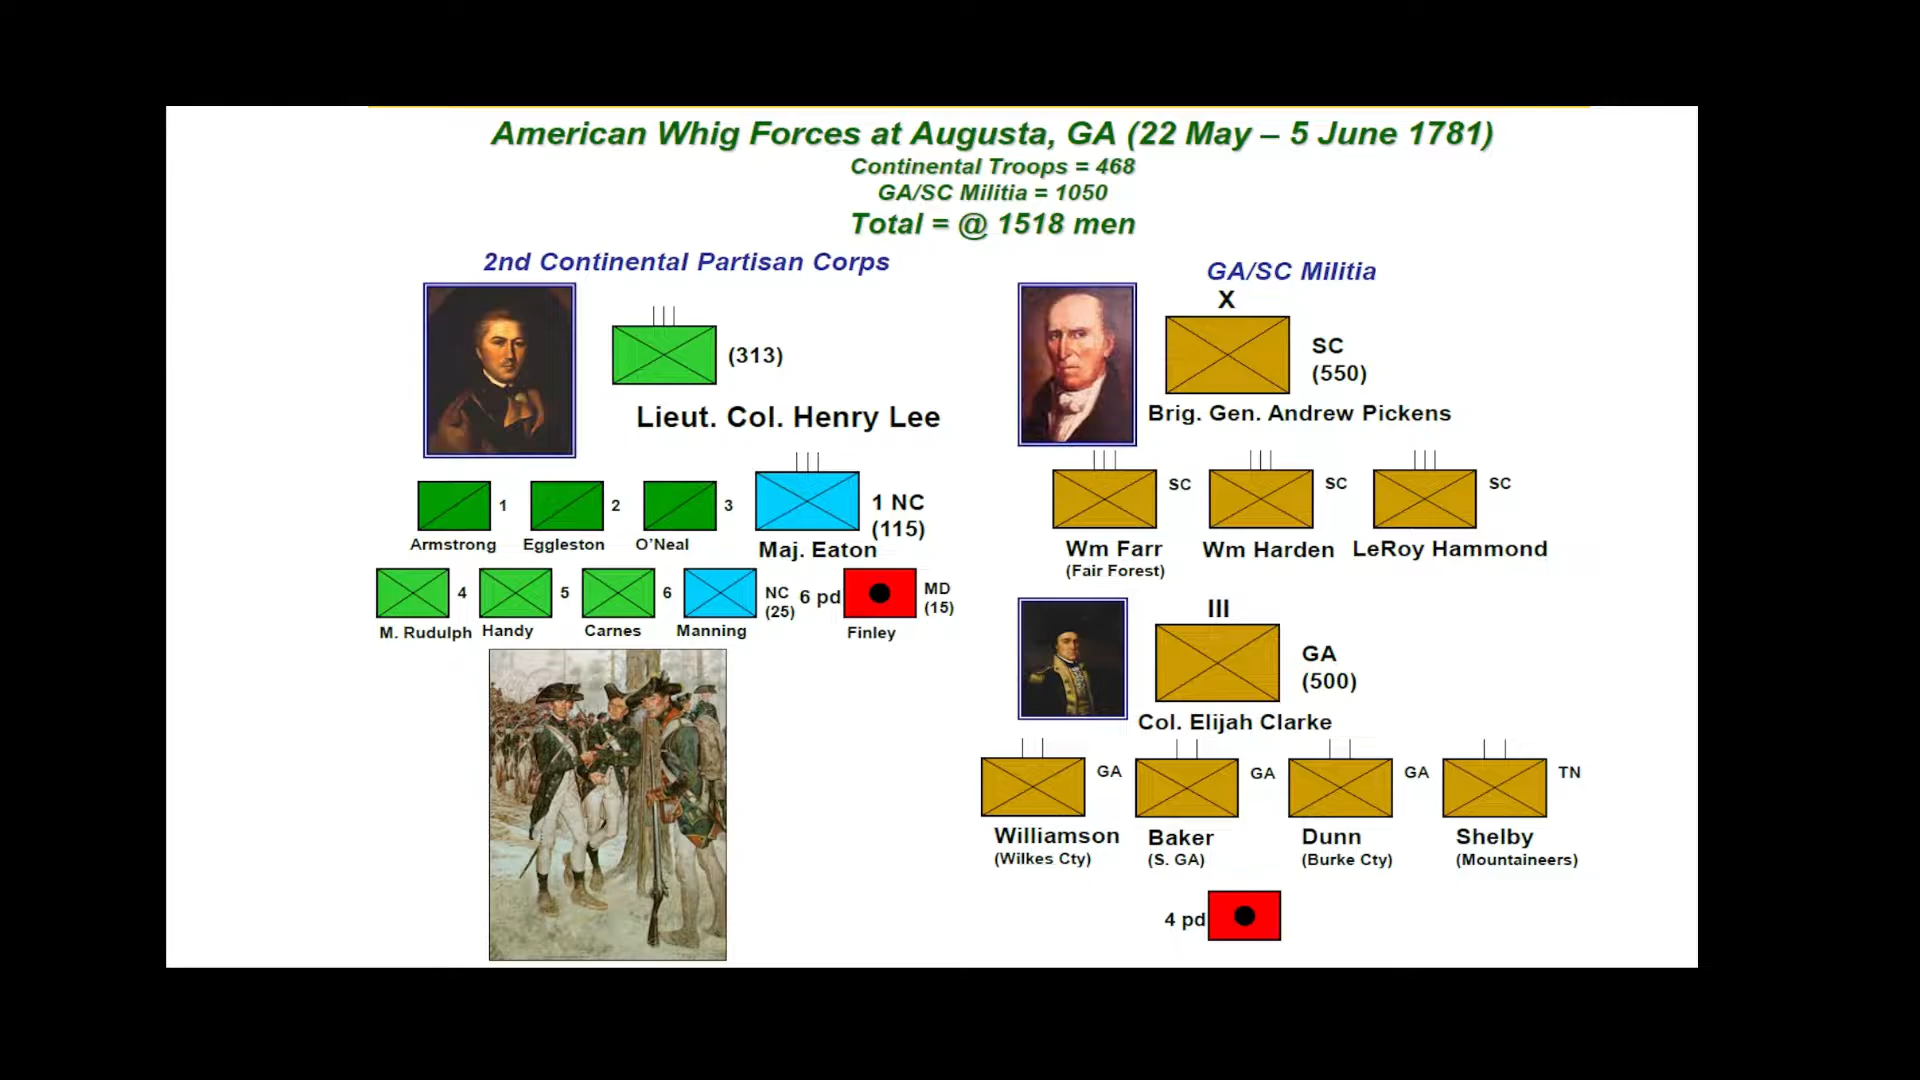 American Whig Forces at Augusta, GA (22 May – 5 June 1781)
Continental Troops = 468
GA/SC Militia = 1050
Total = @ 1518 men
2nd Continental Partisan Corps
(313)
Lieut. Col. Henry Lee
1
Armstrong
2
Eggleston
3
O'Neal
1 NC
(115)
Maj. Eaton
4
M. Rudulph
5
Handy
6
Carnes
NC
(25)
Manning
6 pd
MD
(15)
Finley
GA/SC Militia
X
SC
(550)
Brig. Gen. Andrew Pickens
SC
Wm Farr
(Fair Forest)
SC
Wm Harden
SC
LeRoy Hammond
III
GA
(500)
Col. Elijah Clarke
GA
Williamson
(Wilkes Cty)
GA
Baker
(S. GA)
GA
Dunn
(Burke Cty)
TN
Shelby
(Mountaineers)
4 pd